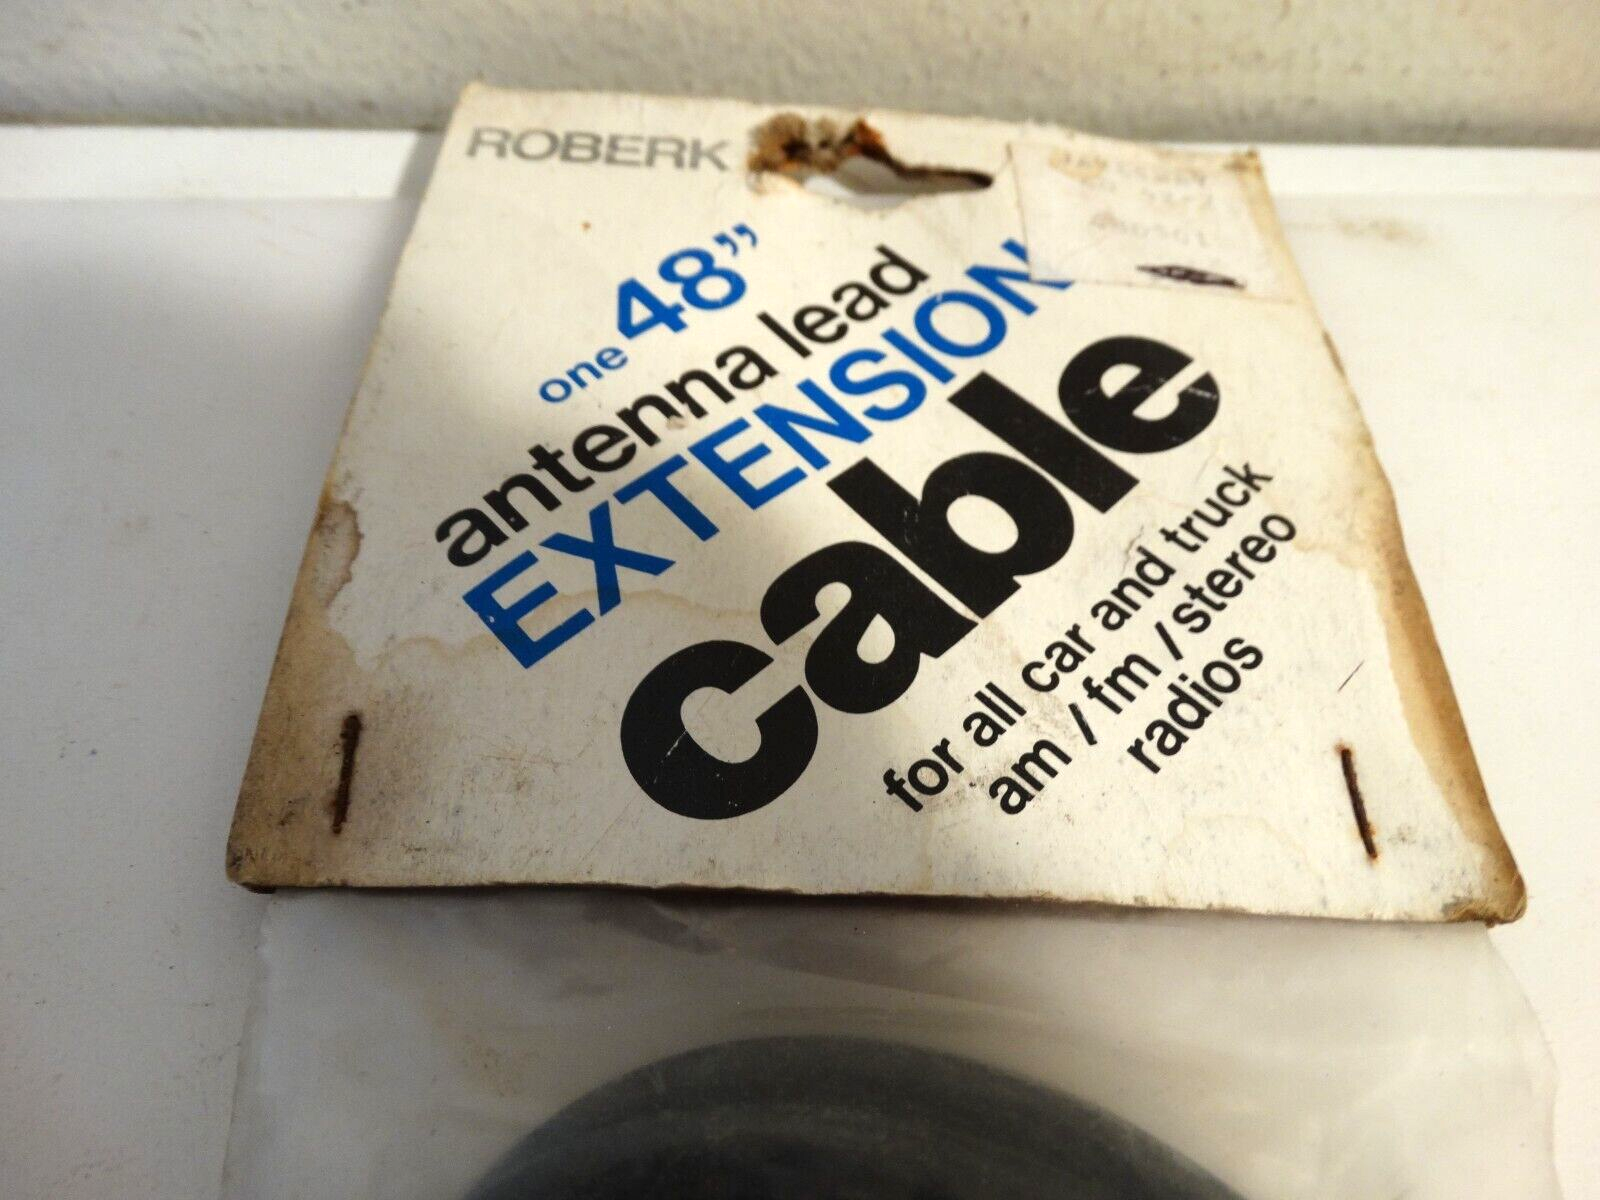 ROBERK
one 48"
antenna lead
EXTENSION
cable
for all car and truck
am / fm / stereo
radios